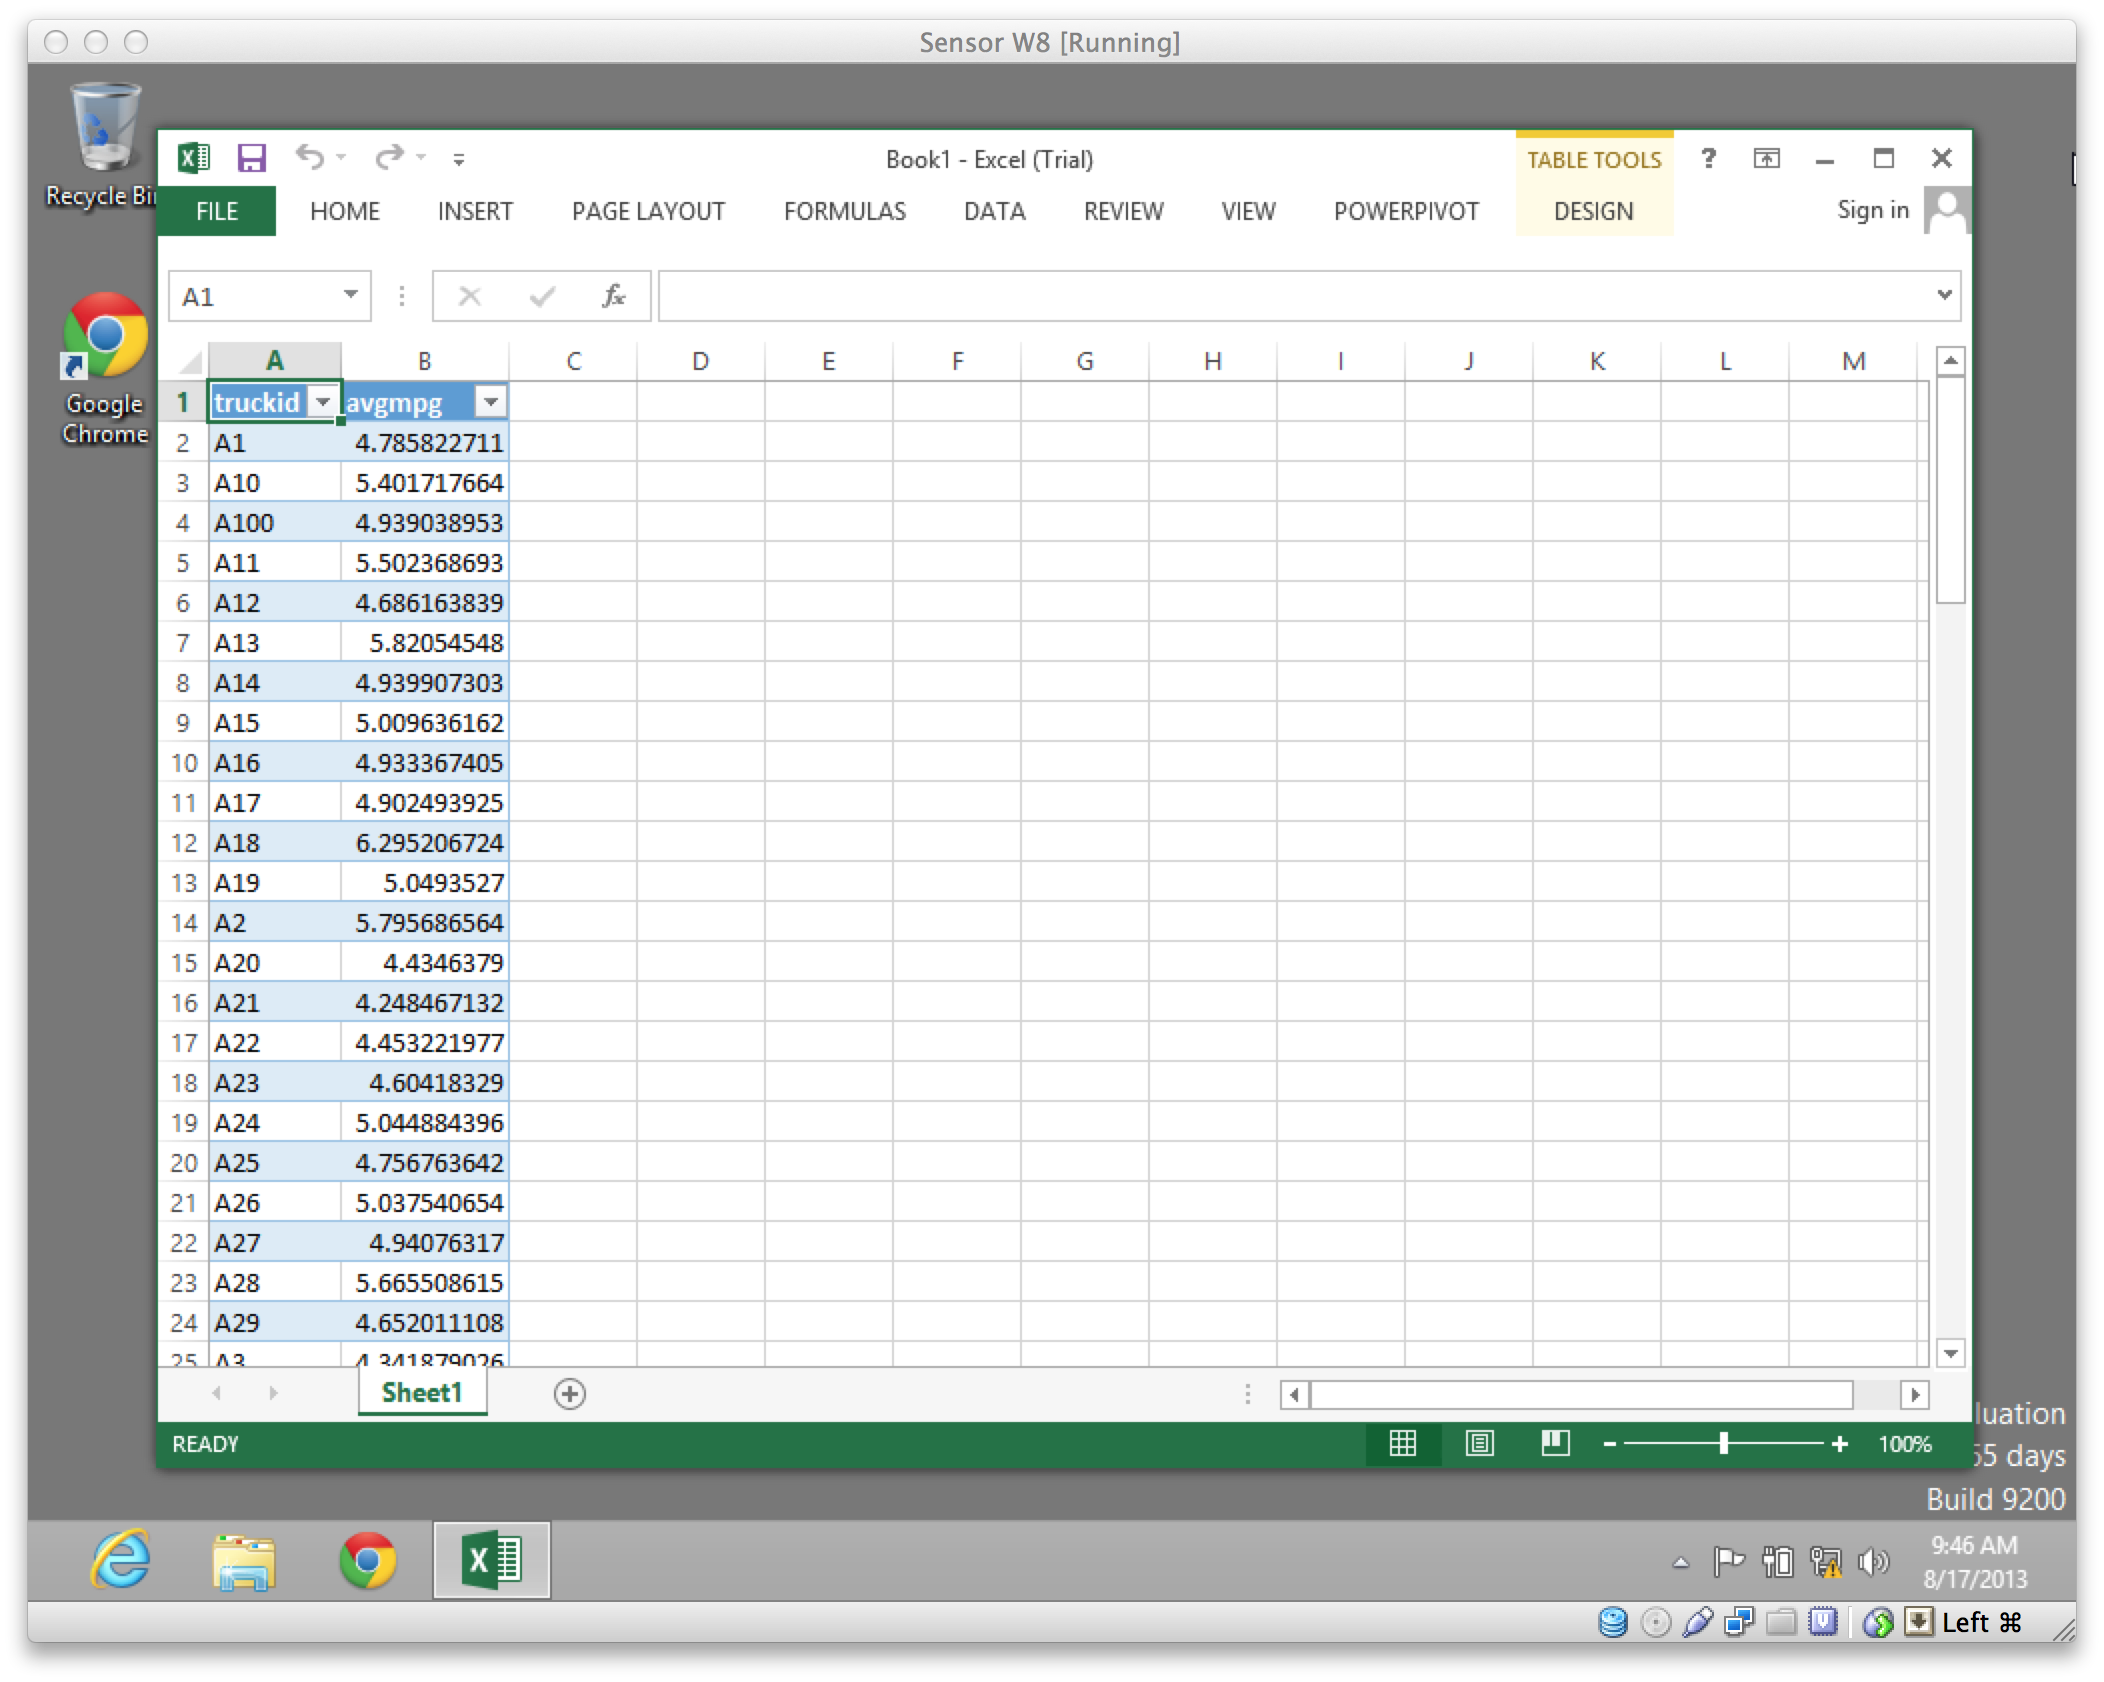 Sensor W8 [Running]
Recycle Bi
Book1 - Excel (Trial)
TABLE TOOLS
?
FILE
HOME
INSERT
PAGE LAYOUT
FORMULAS
DATA
REVIEW
VIEW
POWERPIVOT
DESIGN
Sign in
A1
fx
Google
Chrome
A B C D E F G H I J K L M
1 truckid avgmpg
2 A1 4.785822711
3 A10 5.401717664
4 A100 4.939038953
5 A11 5.502368693
6 A12 4.686163839
7 A13 5.82054548
8 A14 4.939907303
9 A15 5.009636162
10 A16 4.933367405
11 A17 4.902493925
12 A18 6.295206724
13 A19 5.0493527
14 A2 5.795686564
15 A20 4.4346379
16 A21 4.248467132
17 A22 4.453221977
18 A23 4.60418329
19 A24 5.044884396
20 A25 4.756763642
21 A26 5.037540654
22 A27 4.94076317
23 A28 5.665508615
24 A29 4.652011108
25 A3 4.341879026
Sheet1
READY
100%
luation
55 days
Build 9200
9:46 AM
8/17/2013
Left ⌘